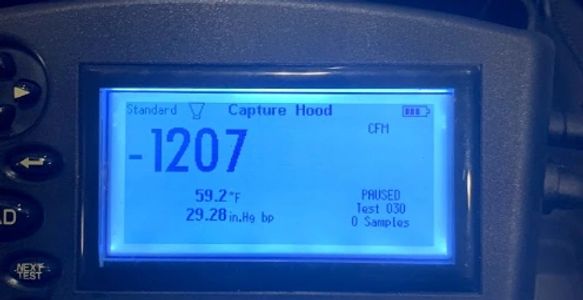 Standard Capture Hood
-1207 CFM
59.2°F
29.28 in.Hg bp
PAUSED
Test 030
0 Samples
AD
NEXT
TEST